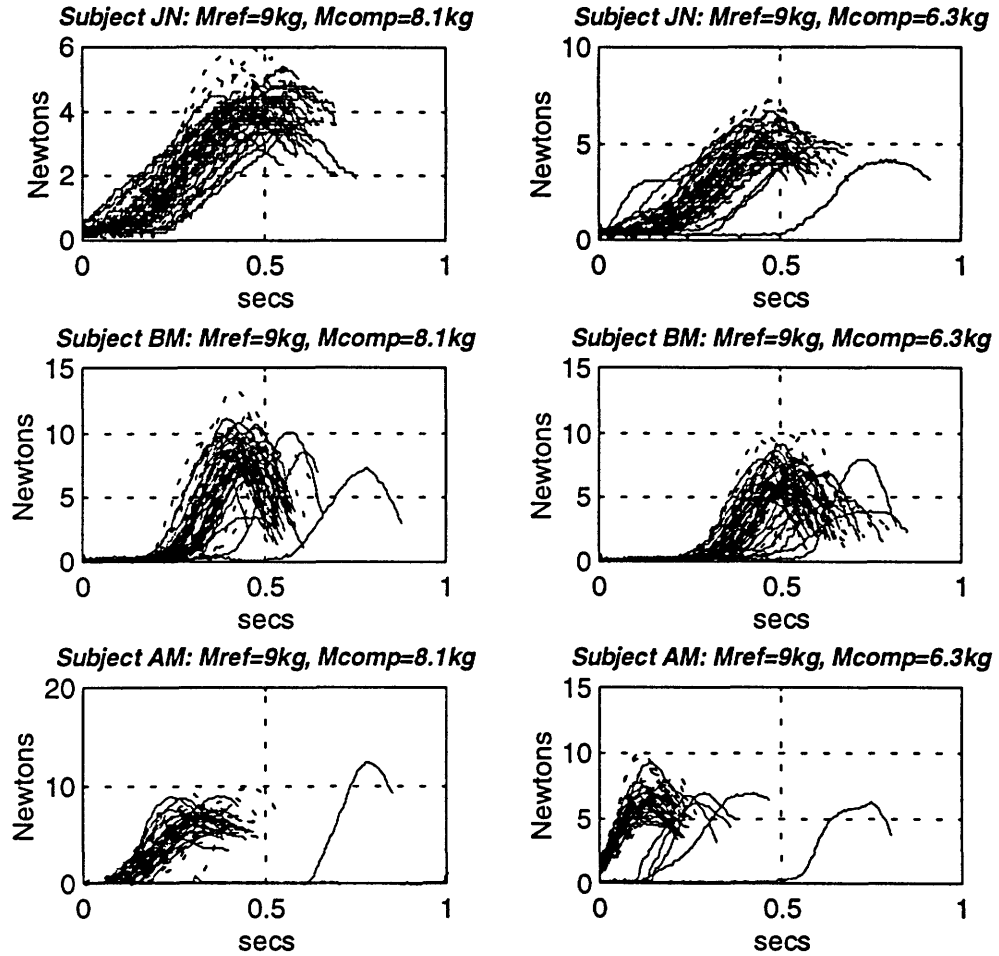 Subject JN: Mref=9kg, Mcomp=8.1kg
6
4
2
0
Newtons
0 0.5 1
secs
Subject JN: Mref=9kg, Mcomp=6.3kg
10
5
0
Newtons
0 0.5 1
secs
Subject BM: Mref=9kg, Mcomp=8.1kg
15
10
5
0
Newtons
0 0.5 1
secs
Subject BM: Mref=9kg, Mcomp=6.3kg
15
10
5
0
Newtons
0 0.5 1
secs
Subject AM: Mref=9kg, Mcomp=8.1kg
20
10
0
Newtons
0 0.5 1
secs
Subject AM: Mref=9kg, Mcomp=6.3kg
15
10
5
0
Newtons
0 0.5 1
secs